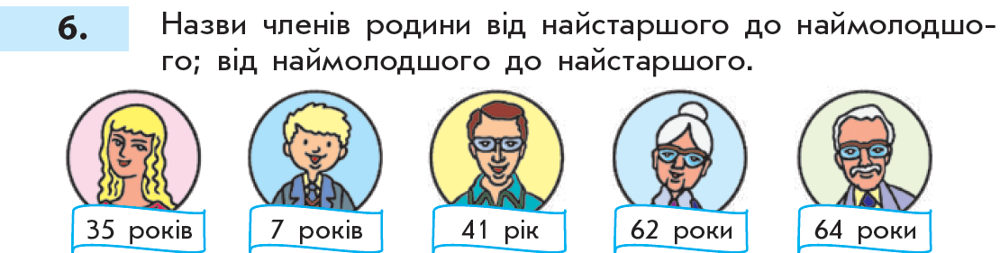 6. Назви членів родини від найстаршого до наймолодшо-
го; від наймолодшого до найстаршого.
35 років 7 років 41 рік 62 роки 64 роки